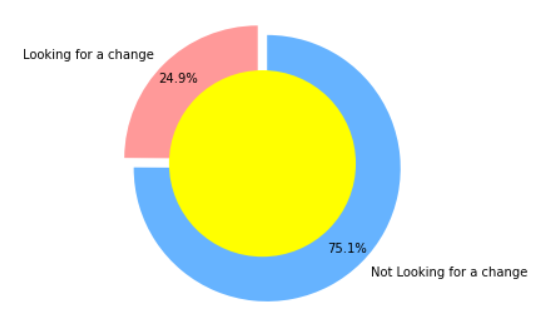 Looking for a change
24.9%
75.1%
Not Looking for a change